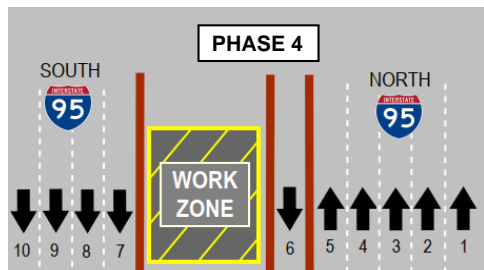 PHASE 4
SOUTH
INTERSTATE
95
NORTH
INTERSTATE
95
WORK
ZONE
10 9 8 7 6 5 4 3 2 1